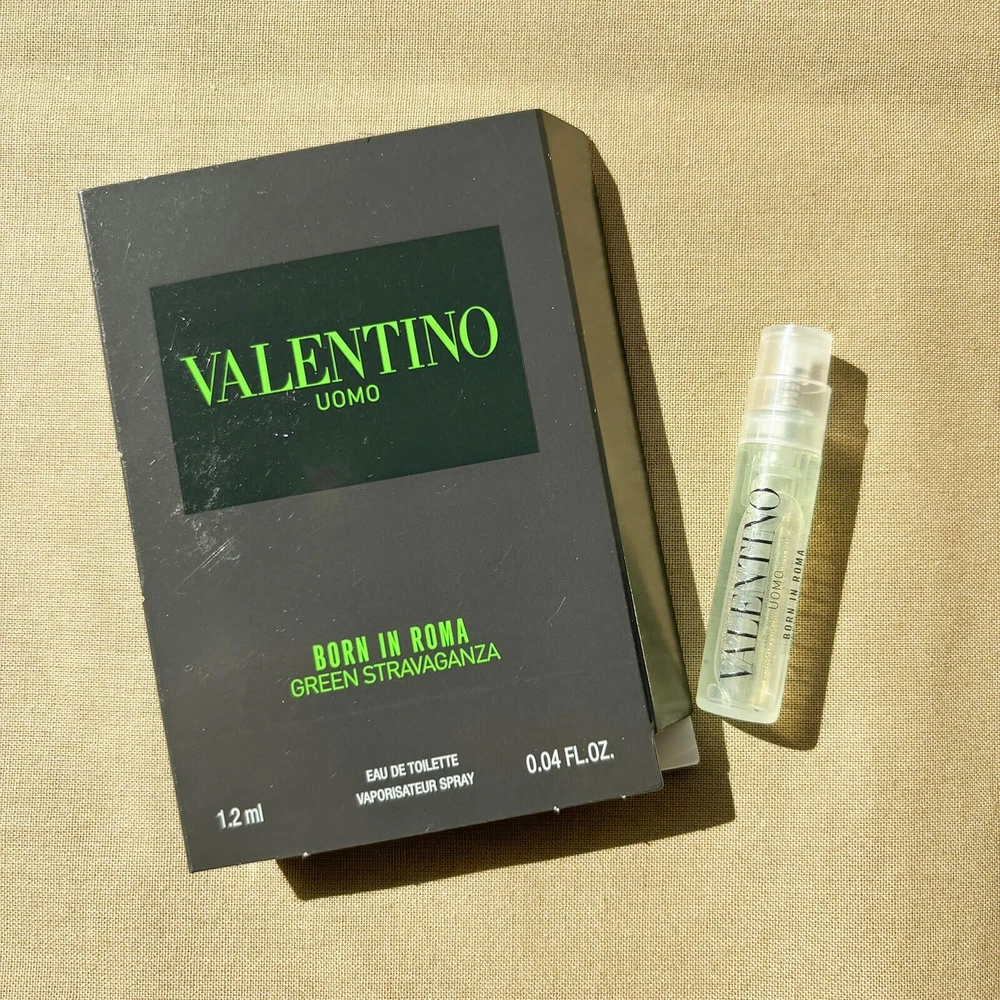 VALENTINO
UOMO
BORN IN ROMA
GREEN STRAVAGANZA
EAU DE TOILETTE
VAPORISATEUR SPRAY
1.2 ml
0.04 FL.OZ.
VALENTINO
UOMO
BORN IN ROMA